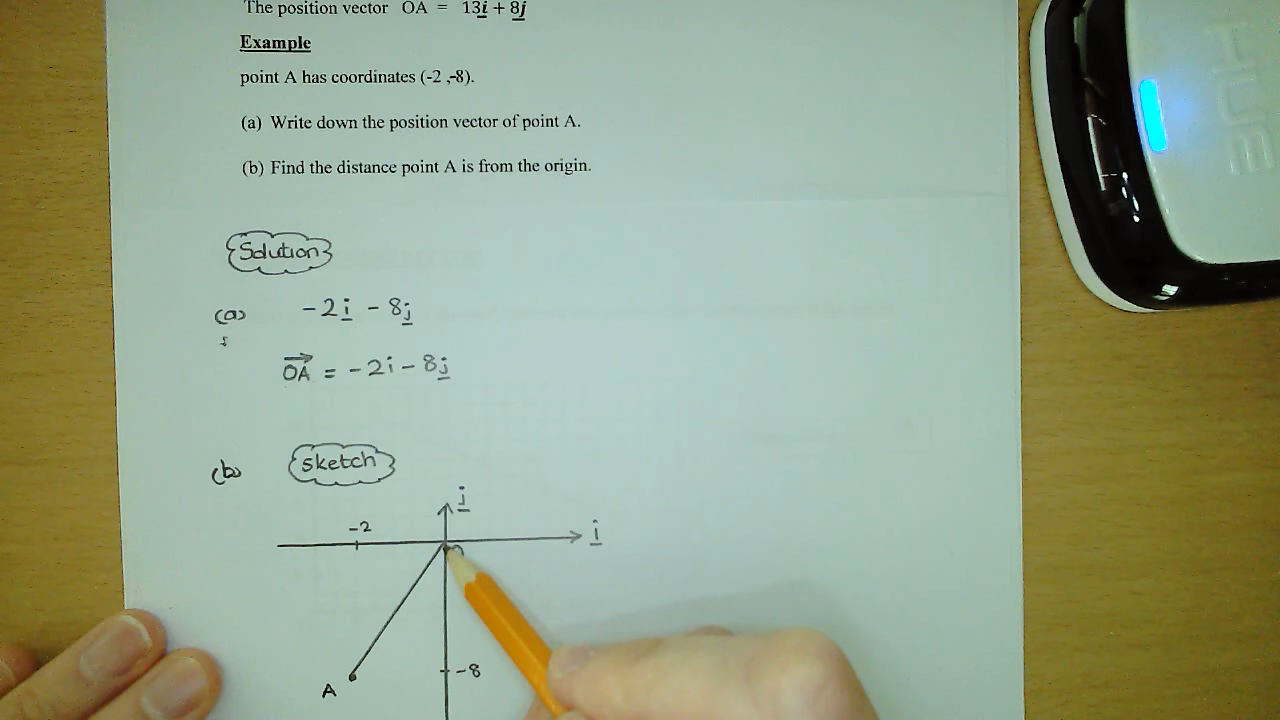 The position vector OA = 13i + 8j
Example
point A has coordinates (-2 ,-8).
(a) Write down the position vector of point A.
(b) Find the distance point A is from the origin.
Solution
(a) -2i - 8j
OA = -2i - 8j
(b) Sketch
j
-2
i
-8
A
HUE